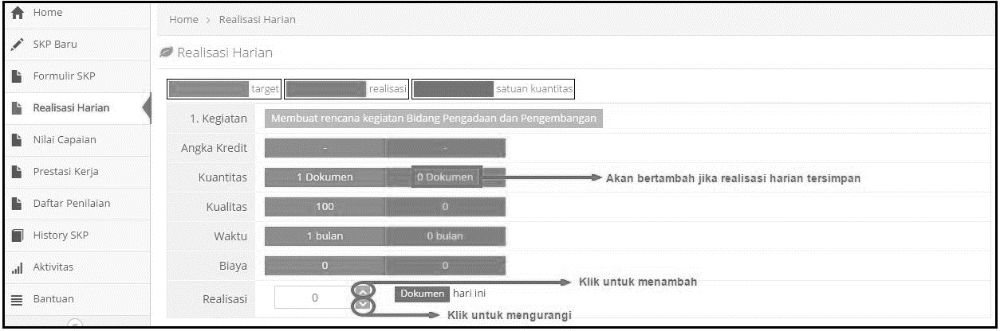 Home
SKP Baru
Formulir SKP
Realisasi Harian
Nilai Capaian
Prestasi Kerja
Daftar Penilaian
History SKP
Aktivitas
Bantuan
Home > Realisasi Harian
Realisasi Harian
target realisasi satuan kuantitas
1. Kegiatan Membuat rencana kegiatan Bidang Pengadaan dan Pengembangan
Angka Kredit - -
Kuantitas 1 Dokumen 0 Dokumen Akan bertambah jika realisasi harian tersimpan
Kualitas 100 0
Waktu 1 bulan 0 bulan
Biaya 0 0
Klik untuk menambah
Realisasi 0 Dokumen hari ini
Klik untuk mengurangi